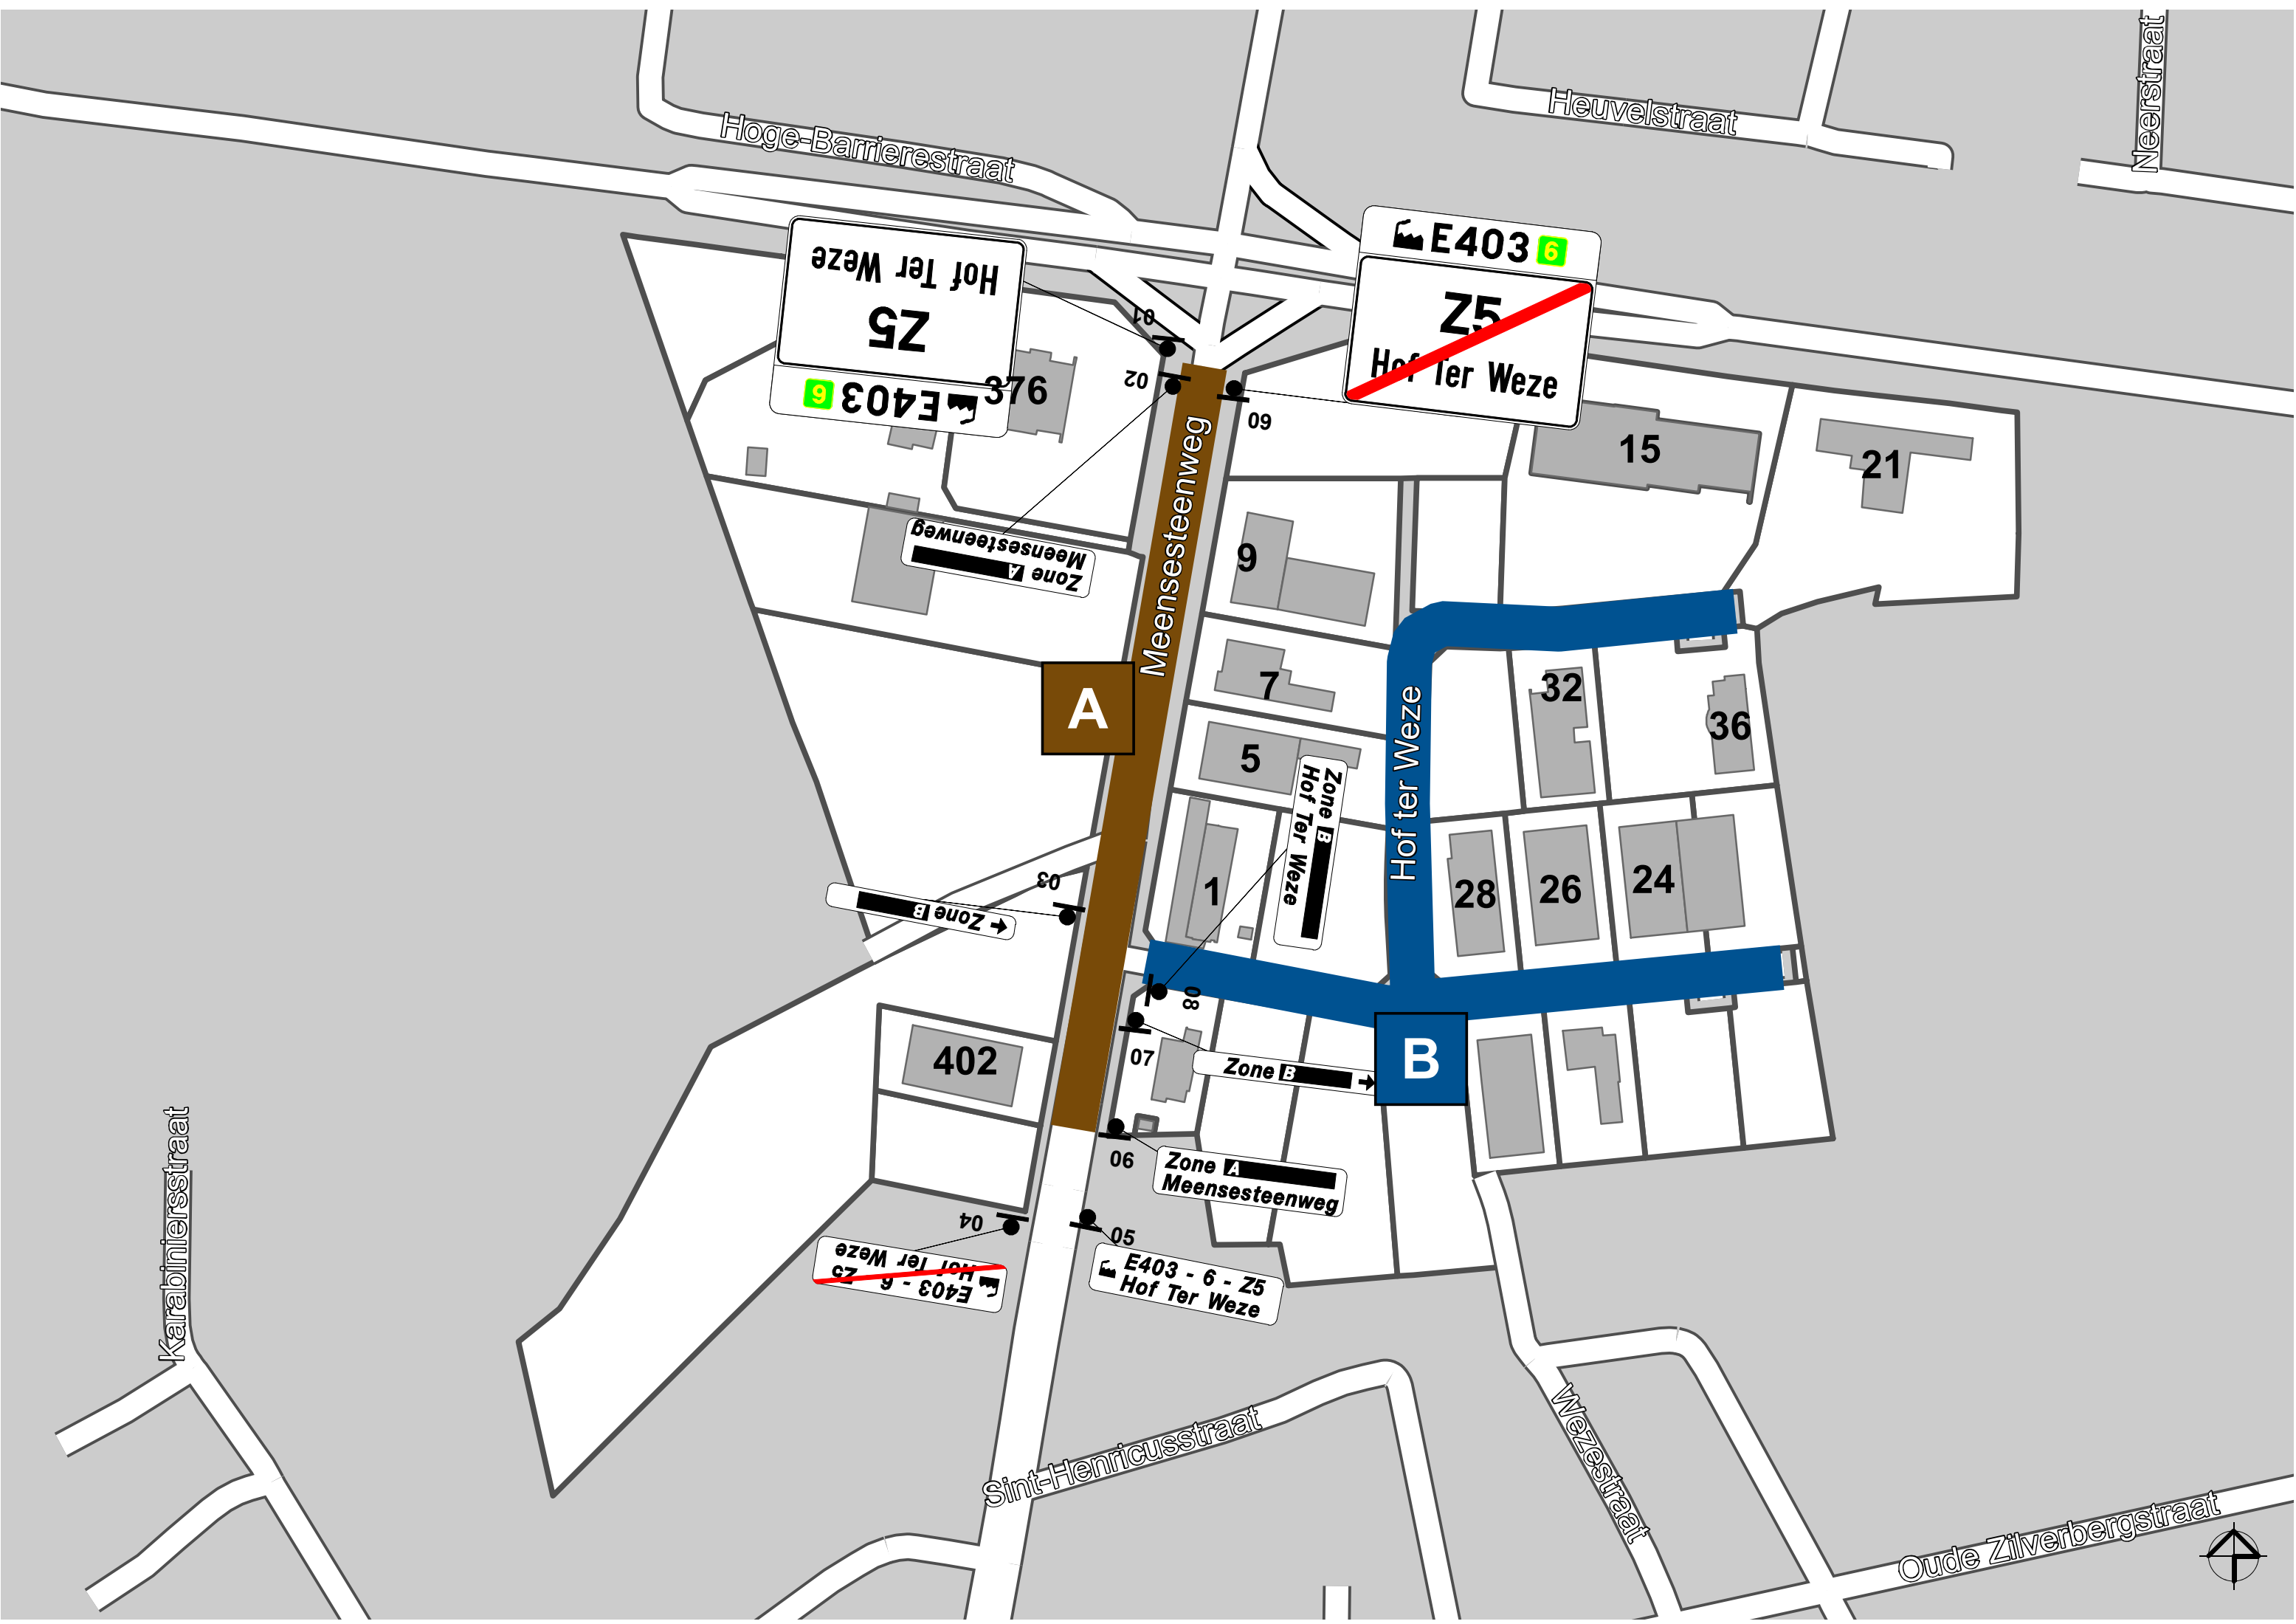 Neerstraat
Heuvelstraat
Hoge-Barrierestraat
E403 6
Z5
Hof Ter Weze
E403 6
Z5
Hof Ter Weze
01
02
09
376
15
21
Meensesteenweg
Zone A
Meensesteenweg
9
7
5
A
Hof ter Weze
32
36
Zone B
Hof Ter Weze
1
28
26
24
03
Zone B
08
402
07
Zone B
B
06
Zone A
Meensesteenweg
04
05
E403 - 6 - Z5
Hof Ter Weze
E403 - 6 - Z5
Hof Ter Weze
Karabiniersstraat
Sint-Henricusstraat
Wezestraat
Oude Zilverbergstraat